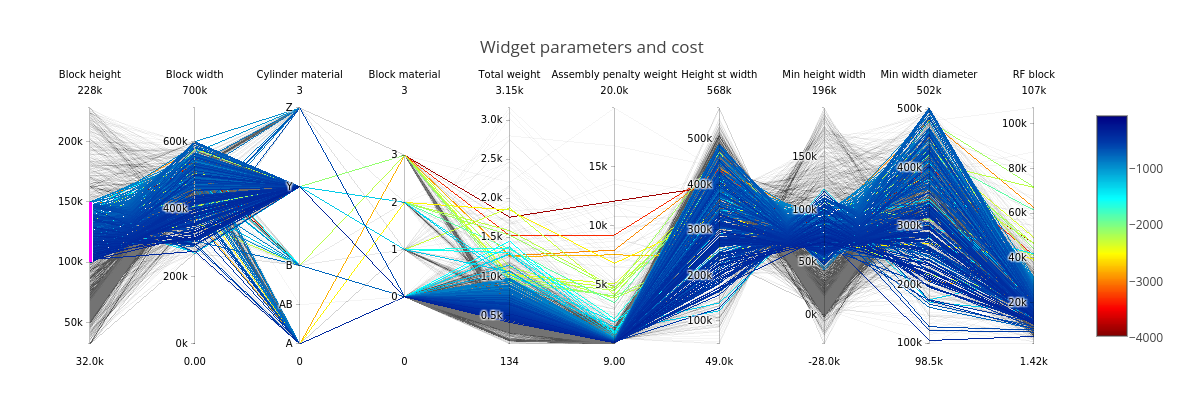 Widget parameters and cost
Block height Block width Cylinder material Block material Total weight Assembly penalty weight Height st width Min height width Min width diameter RF block
228k 700k 3 3 3.15k 20.0k 568k 196k 502k 107k
200k 150k 100k 50k
600k 400k 200k 0k
Z Y B AB A
3 2 1 0
3.0k 2.5k 2.0k 1.5k 1.0k 0.5k
15k 10k 5k
500k 400k 300k 200k 100k
150k 100k 50k 0k
500k 400k 300k 200k 100k
100k 80k 60k 40k 20k
−1000
−2000
−3000
−4000
32.0k 0.00 0 0 134 9.00 49.0k -28.0k 98.5k 1.42k